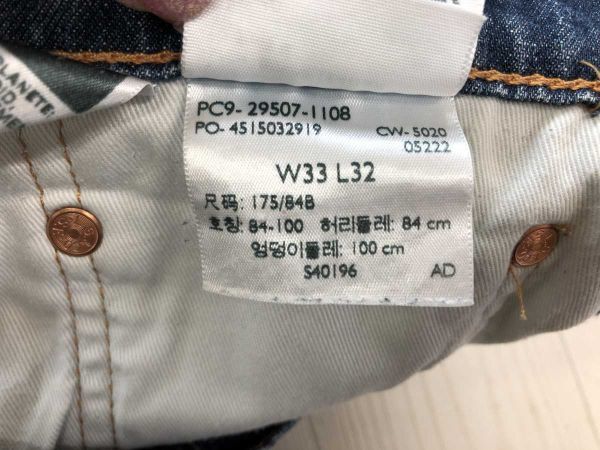 PLANETE:
PC9- 29507-1108
PO- 4515032919 CW-5020
05222
W33 L32
尺码: 175/84B
호칭: 84-100 허리둘레: 84 cm
엉덩이둘레: 100 cm
S40196 AD